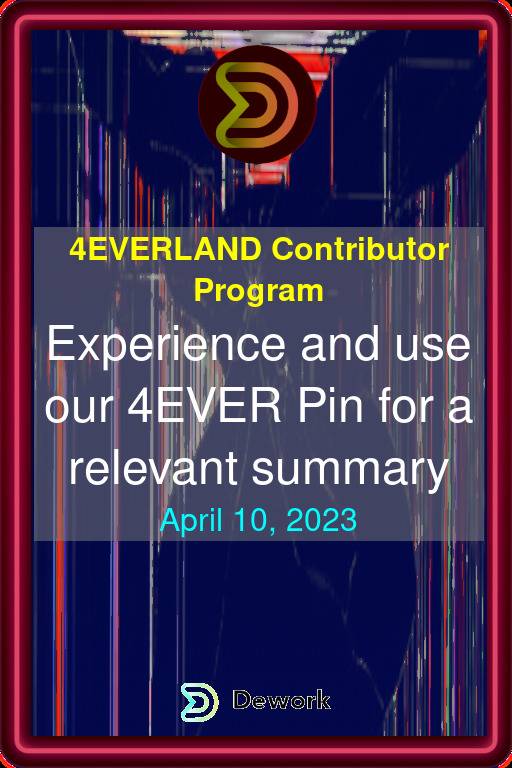 4EVERLAND Contributor
Program
Experience and use
our 4EVER Pin for a
relevant summary
April 10, 2023
Dework